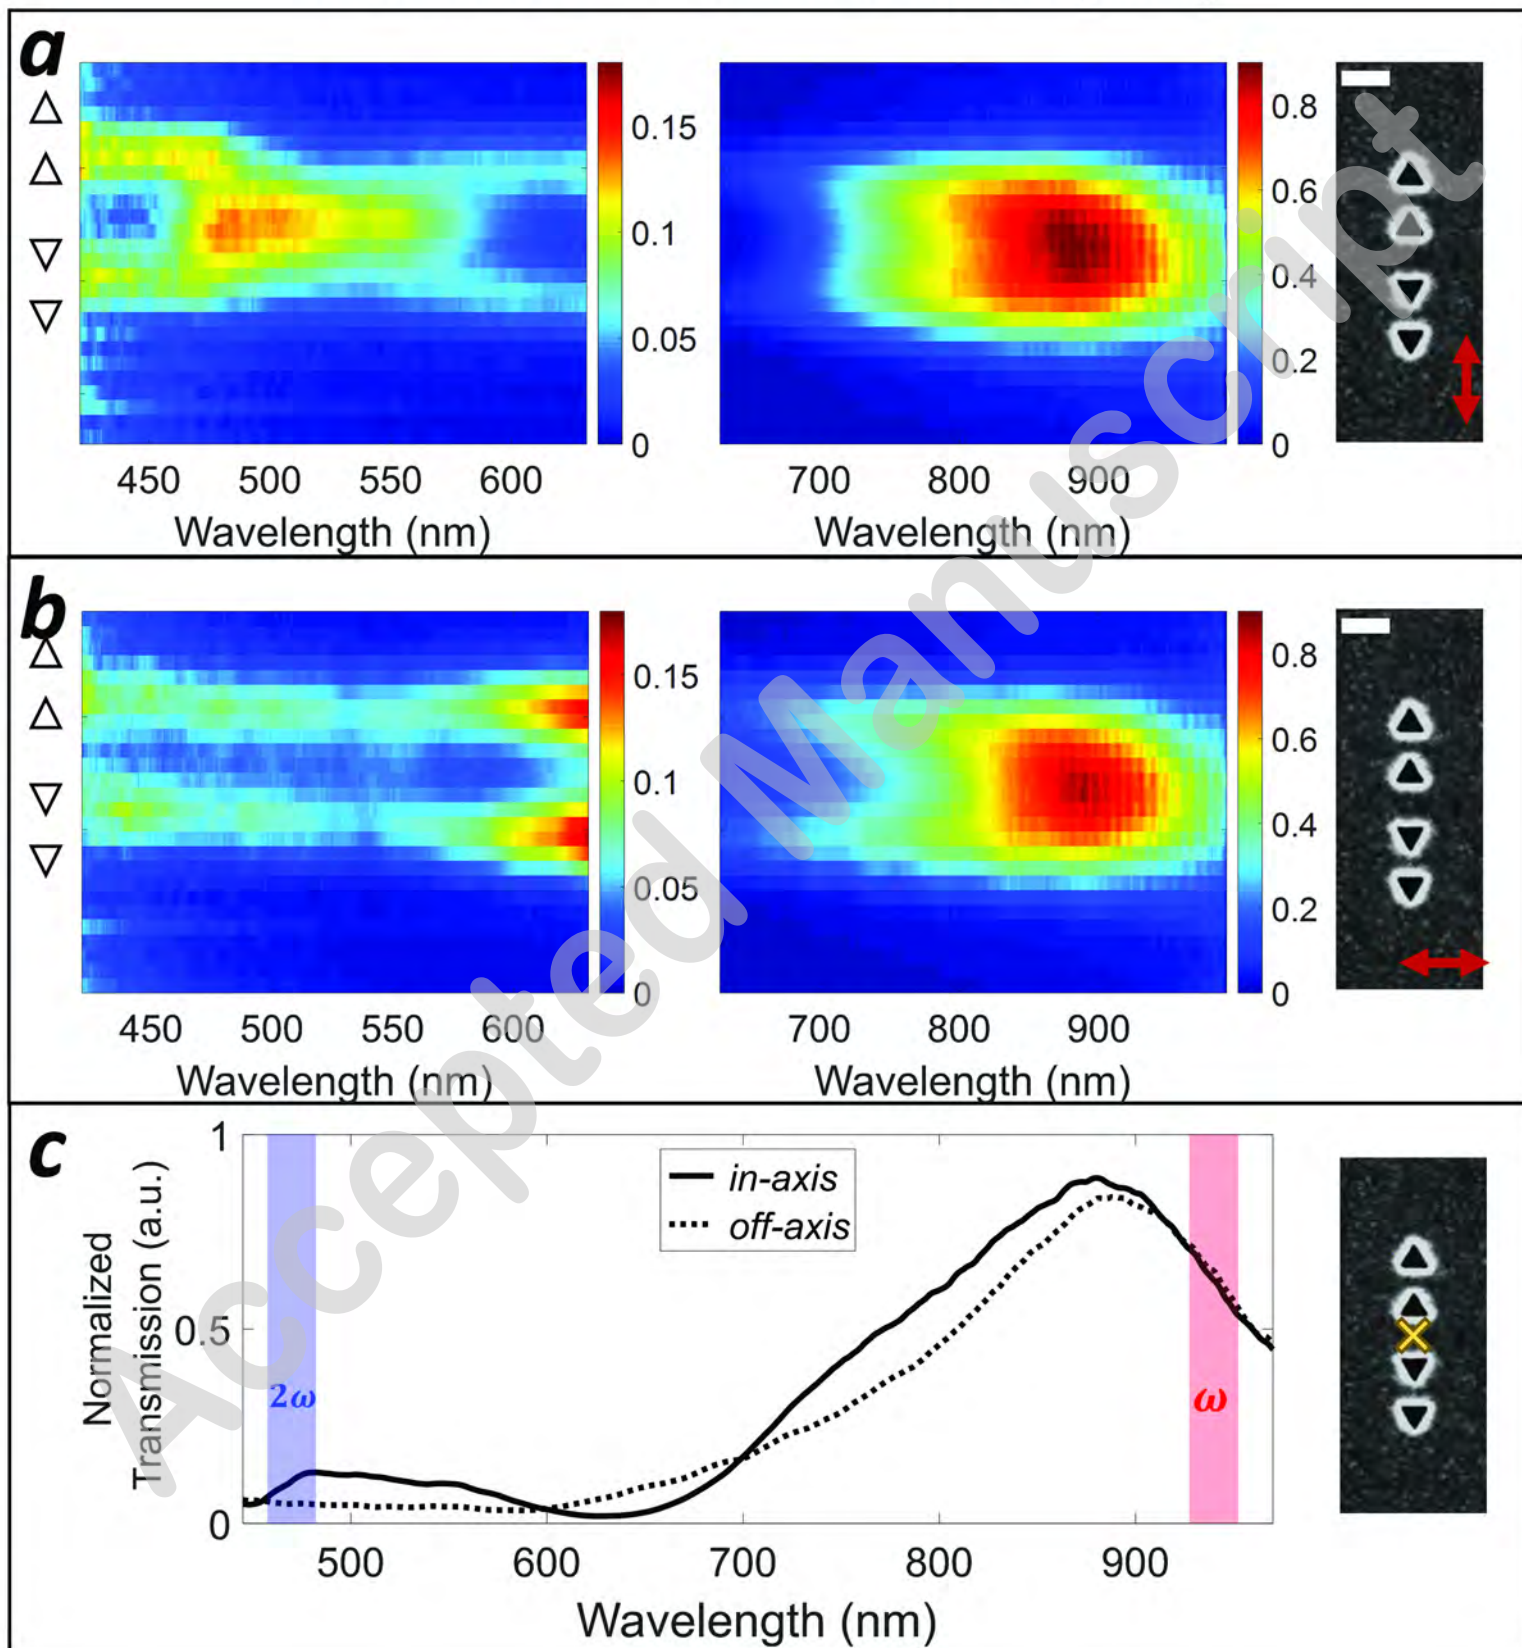 a
0.15
0.1
0.05
0
450 500 550 600
Wavelength (nm)
0.8
0.6
0.4
0.2
0
700 800 900
Wavelength (nm)
b
0.15
0.1
0.05
0
450 500 550 600
Wavelength (nm)
0.8
0.6
0.4
0.2
0
700 800 900
Wavelength (nm)
c
Normalized
Transmission (a.u.)
1
0.5
0
in-axis
off-axis
2ω
ω
500 600 700 800 900
Wavelength (nm)
Accepted Manuscript